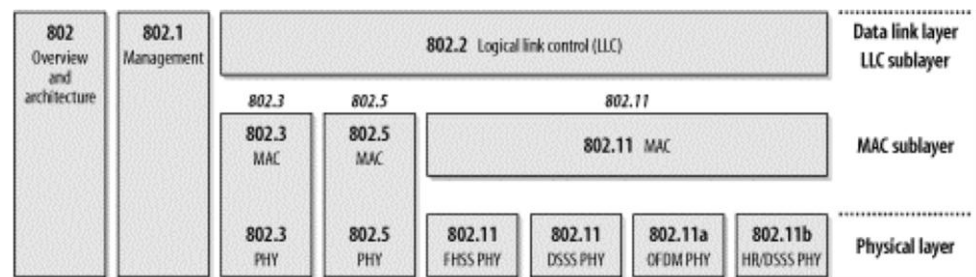 802
Overview
and
architecture
802.1
Management
802.2 Logical link control (LLC)
Data link layer
LLC sublayer
802.3
802.5
802.11
802.3
MAC
802.5
MAC
802.11 MAC
MAC sublayer
802.3
PHY
802.5
PHY
802.11
FHSS PHY
802.11
DSSS PHY
802.11a
OFDM PHY
802.11b
HR/DSSS PHY
Physical layer